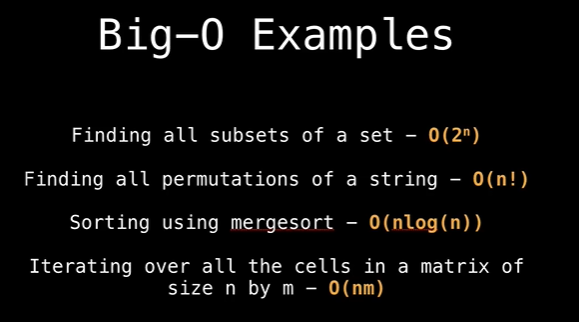 Big-O Examples
Finding all subsets of a set - O(2ⁿ)
Finding all permutations of a string - O(n!)
Sorting using mergesort - O(nlog(n))
Iterating over all the cells in a matrix of
size n by m - O(nm)